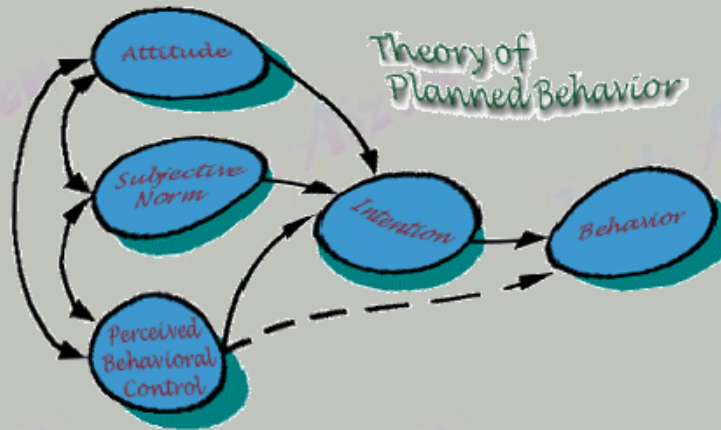 Theory of
Planned Behavior
Attitude
Subjective
Norm
Perceived
Behavioral
Control
Intention
Behavior